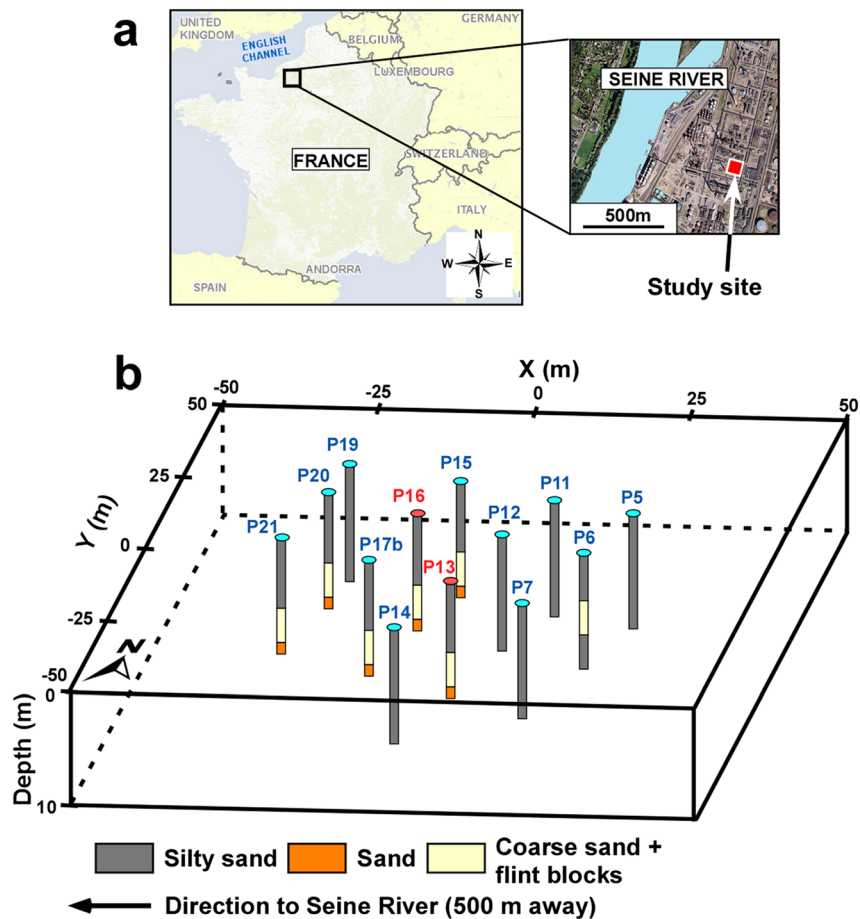 a
UNITED
KINGDOM
ENGLISH
CHANNEL
BELGIUM
GERMANY
LUXEMBOURG
FRANCE
SWITZERLAND
ITALY
ANDORRA
SPAIN
N
W E
S
SEINE RIVER
500m
Study site
b
X (m)
-50 -25 0 25 50
50
25
0
-25
-50
Y (m)
P19
P20
P21
P16
P15
P17b
P13
P14
P12
P11
P7
P6
P5
N
0
10
Depth (m)
Silty sand
Sand
Coarse sand +
flint blocks
Direction to Seine River (500 m away)